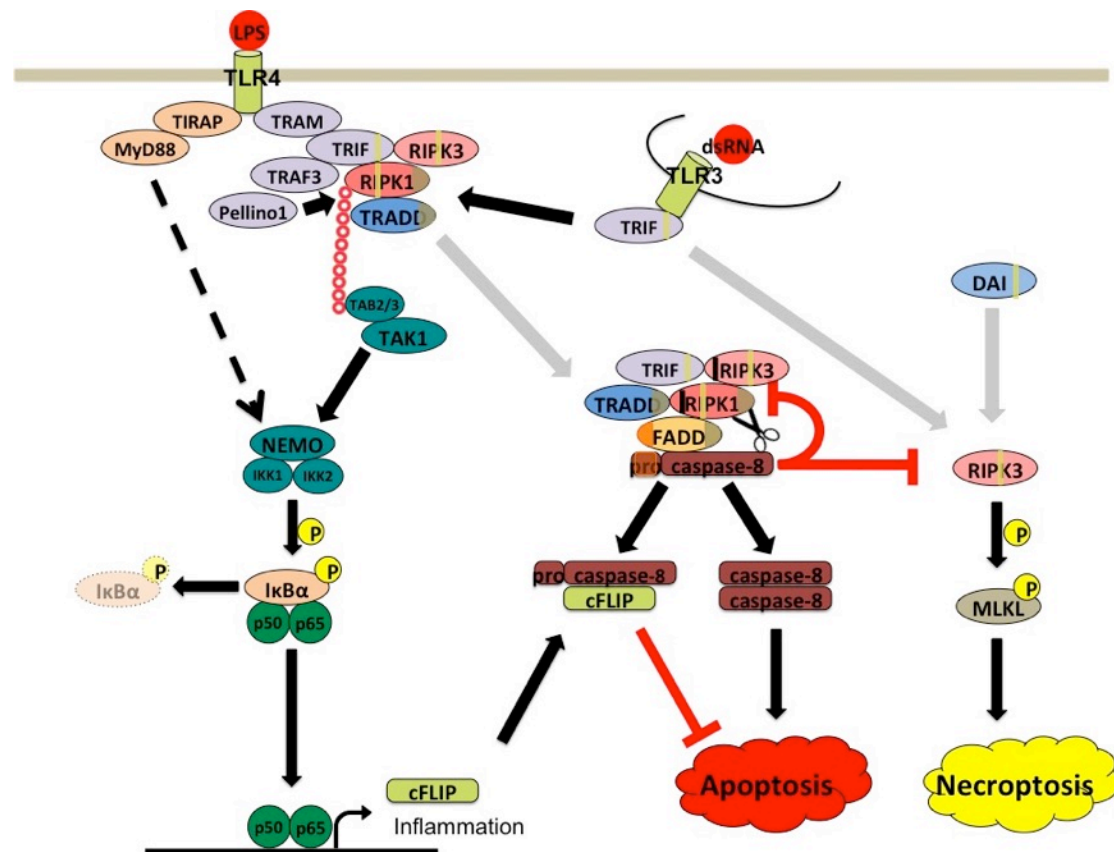 LPS
TLR4
TIRAP
TRAM
MyD88
TRIF
RIPK3
dsRNA
TLR3
TRAF3
RIPK1
Pellino1
TRADD
TRIF
DAI
TAB2/3
TAK1
TRIF
RIPK3
TRADD
RIPK1
NEMO
FADD
IKK1
IKK2
pro
caspase-8
RIPK3
P
P
P
P
IκBα
IκBα
pro
caspase-8
caspase-8
P
cFLIP
caspase-8
MLKL
p50
p65
Apoptosis
Necroptosis
cFLIP
p50
p65
Inflammation